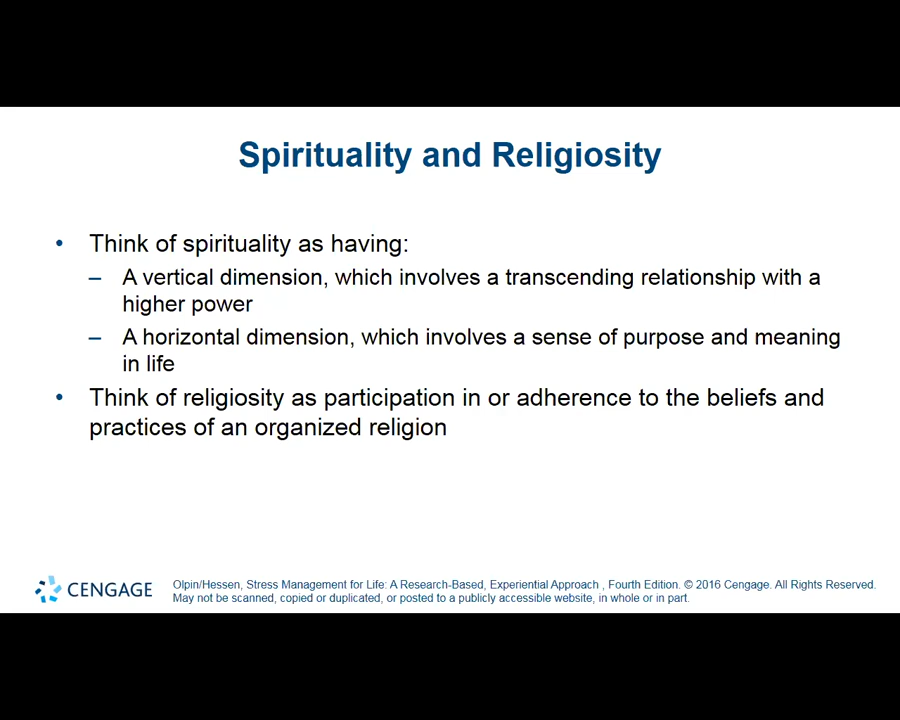 Spirituality and Religiosity
• Think of spirituality as having:
– A vertical dimension, which involves a transcending relationship with a
higher power
– A horizontal dimension, which involves a sense of purpose and meaning
in life
• Think of religiosity as participation in or adherence to the beliefs and
practices of an organized religion
CENGAGE
Olpin/Hessen, Stress Management for Life: A Research-Based, Experiential Approach , Fourth Edition. © 2016 Cengage. All Rights Reserved.
May not be scanned, copied or duplicated, or posted to a publicly accessible website, in whole or in part.